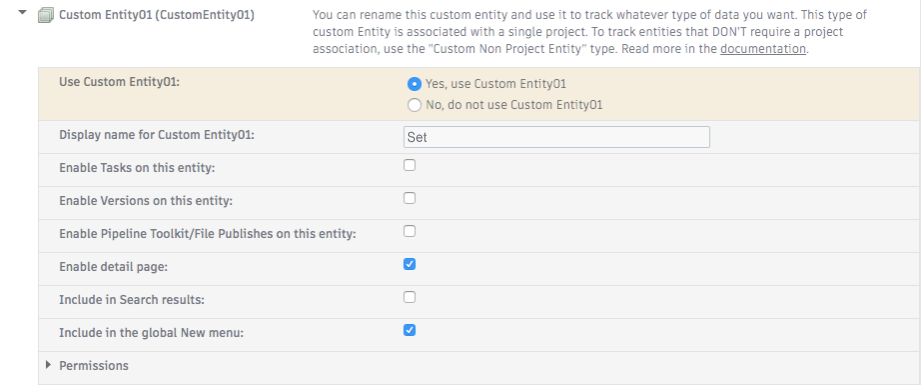 Custom Entity01 (CustomEntity01)
You can rename this custom entity and use it to track whatever type of data you want. This type of
custom Entity is associated with a single project. To track entities that DON'T require a project
association, use the "Custom Non Project Entity" type. Read more in the documentation.
Use Custom Entity01:
Yes, use Custom Entity01
No, do not use Custom Entity01
Display name for Custom Entity01:
Set
Enable Tasks on this entity:
Enable Versions on this entity:
Enable Pipeline Toolkit/File Publishes on this entity:
Enable detail page:
Include in Search results:
Include in the global New menu:
Permissions